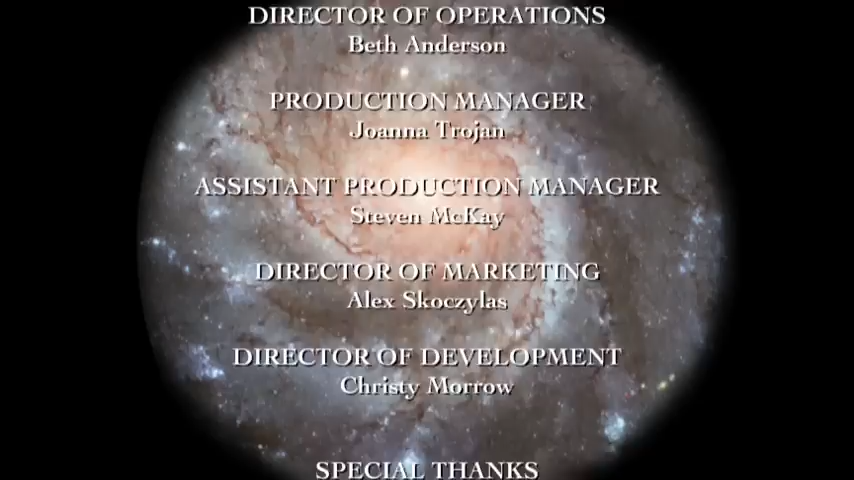 DIRECTOR OF OPERATIONS
Beth Anderson
PRODUCTION MANAGER
Joanna Trojan
ASSISTANT PRODUCTION MANAGER
Steven McKay
DIRECTOR OF MARKETING
Alex Skoczylas
DIRECTOR OF DEVELOPMENT
Christy Morrow
SPECIAL THANKS